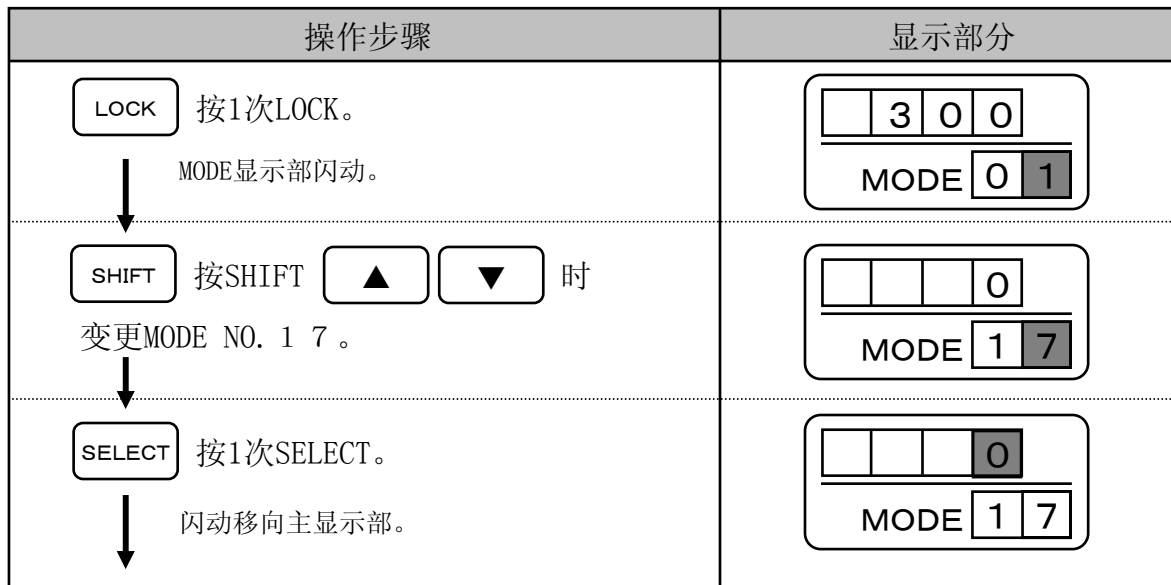 操作步骤 显示部分
LOCK 按1次LOCK。
MODE显示部闪动。
3 0 0
MODE 0 1
SHIFT 按SHIFT ▲ ▼ 时
变更MODE NO.１７。
0
MODE 1 7
SELECT 按1次SELECT。
闪动移向主显示部。
0
MODE 1 7